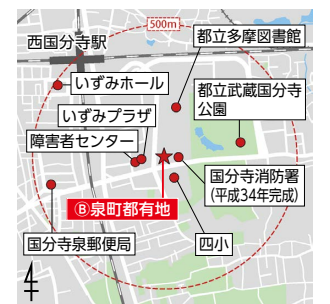 500m
西国分寺駅
都立多摩図書館
いずみホール
都立武蔵国分寺
公園
いずみプラザ
障害者センター
国分寺消防署
(平成34年完成)
Ⓑ泉町都有地
国分寺泉郵便局
四小